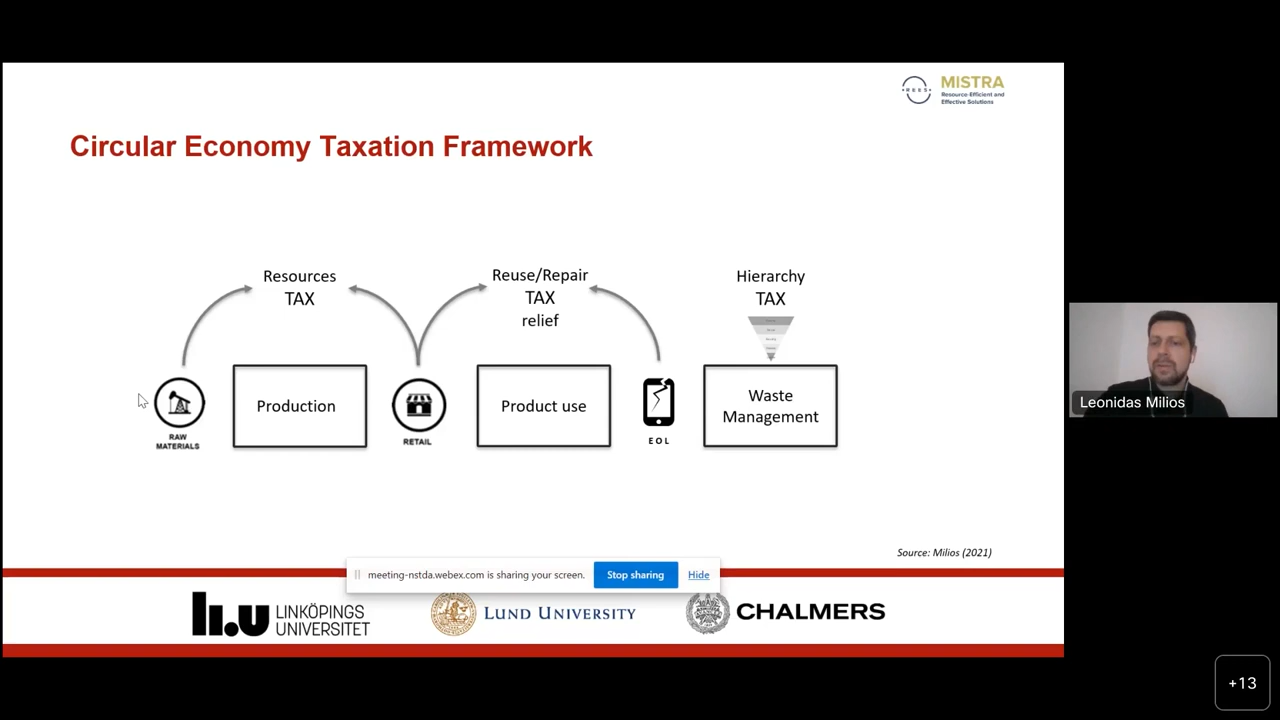 REES
MISTRA
Resource-Efficient and
Effective Solutions
Circular Economy Taxation Framework
Resources
TAX
Reuse/Repair
TAX
relief
Hierarchy
TAX
RAW
MATERIALS
Production
RETAIL
Product use
EOL
Waste
Management
Leonidas Milios
Source: Milios (2021)
meeting-nstda.webex.com is sharing your screen.
Stop sharing
Hide
LINKÖPINGS
UNIVERSITET
LUND UNIVERSITY
CHALMERS
+13